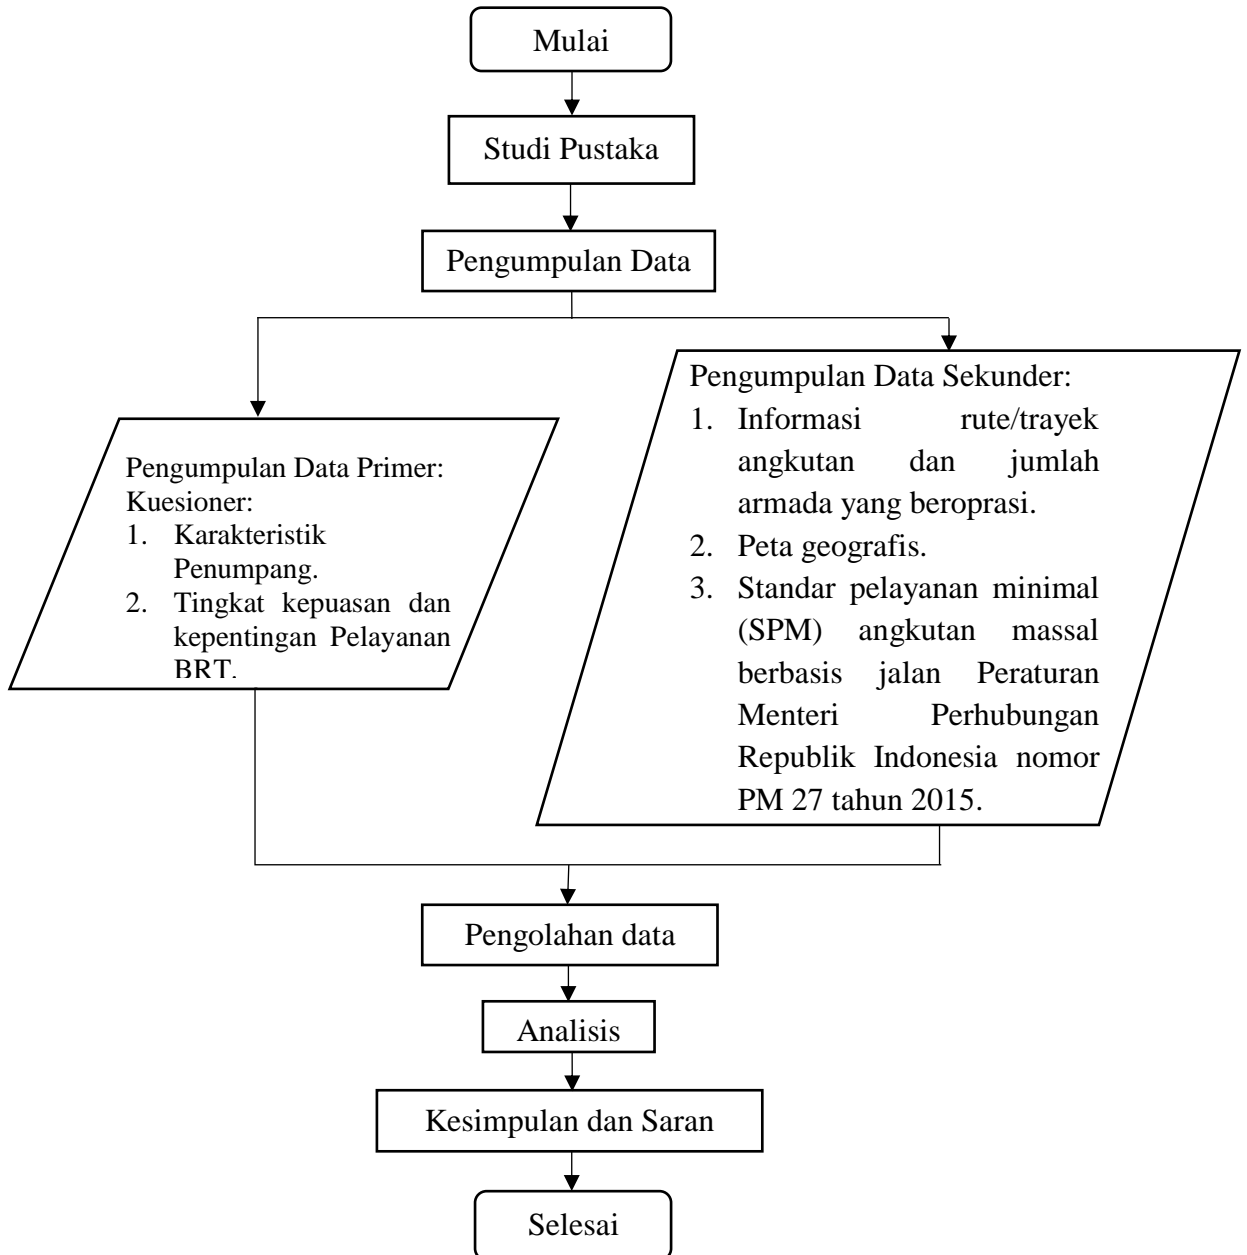 Mulai
Studi Pustaka
Pengumpulan Data
Pengumpulan Data Primer:
Kuesioner:
1. Karakteristik
Penumpang.
2. Tingkat kepuasan dan
kepentingan Pelayanan
BRT.
Pengumpulan Data Sekunder:
1. Informasi rute/trayek
angkutan dan jumlah
armada yang beroprasi.
2. Peta geografis.
3. Standar pelayanan minimal
(SPM) angkutan massal
berbasis jalan Peraturan
Menteri Perhubungan
Republik Indonesia nomor
PM 27 tahun 2015.
Pengolahan data
Analisis
Kesimpulan dan Saran
Selesai